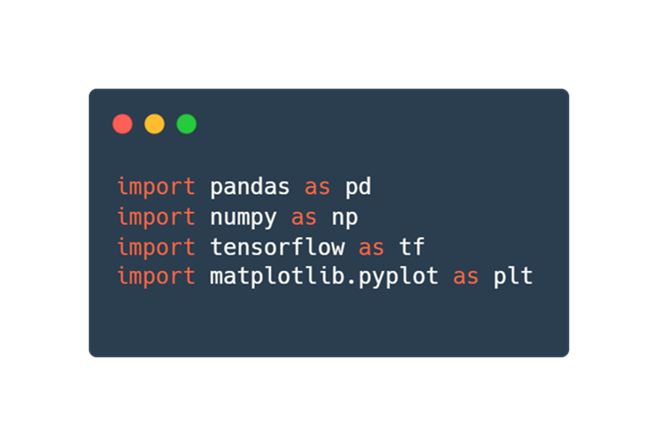 import pandas as pd
import numpy as np
import tensorflow as tf
import matplotlib.pyplot as plt